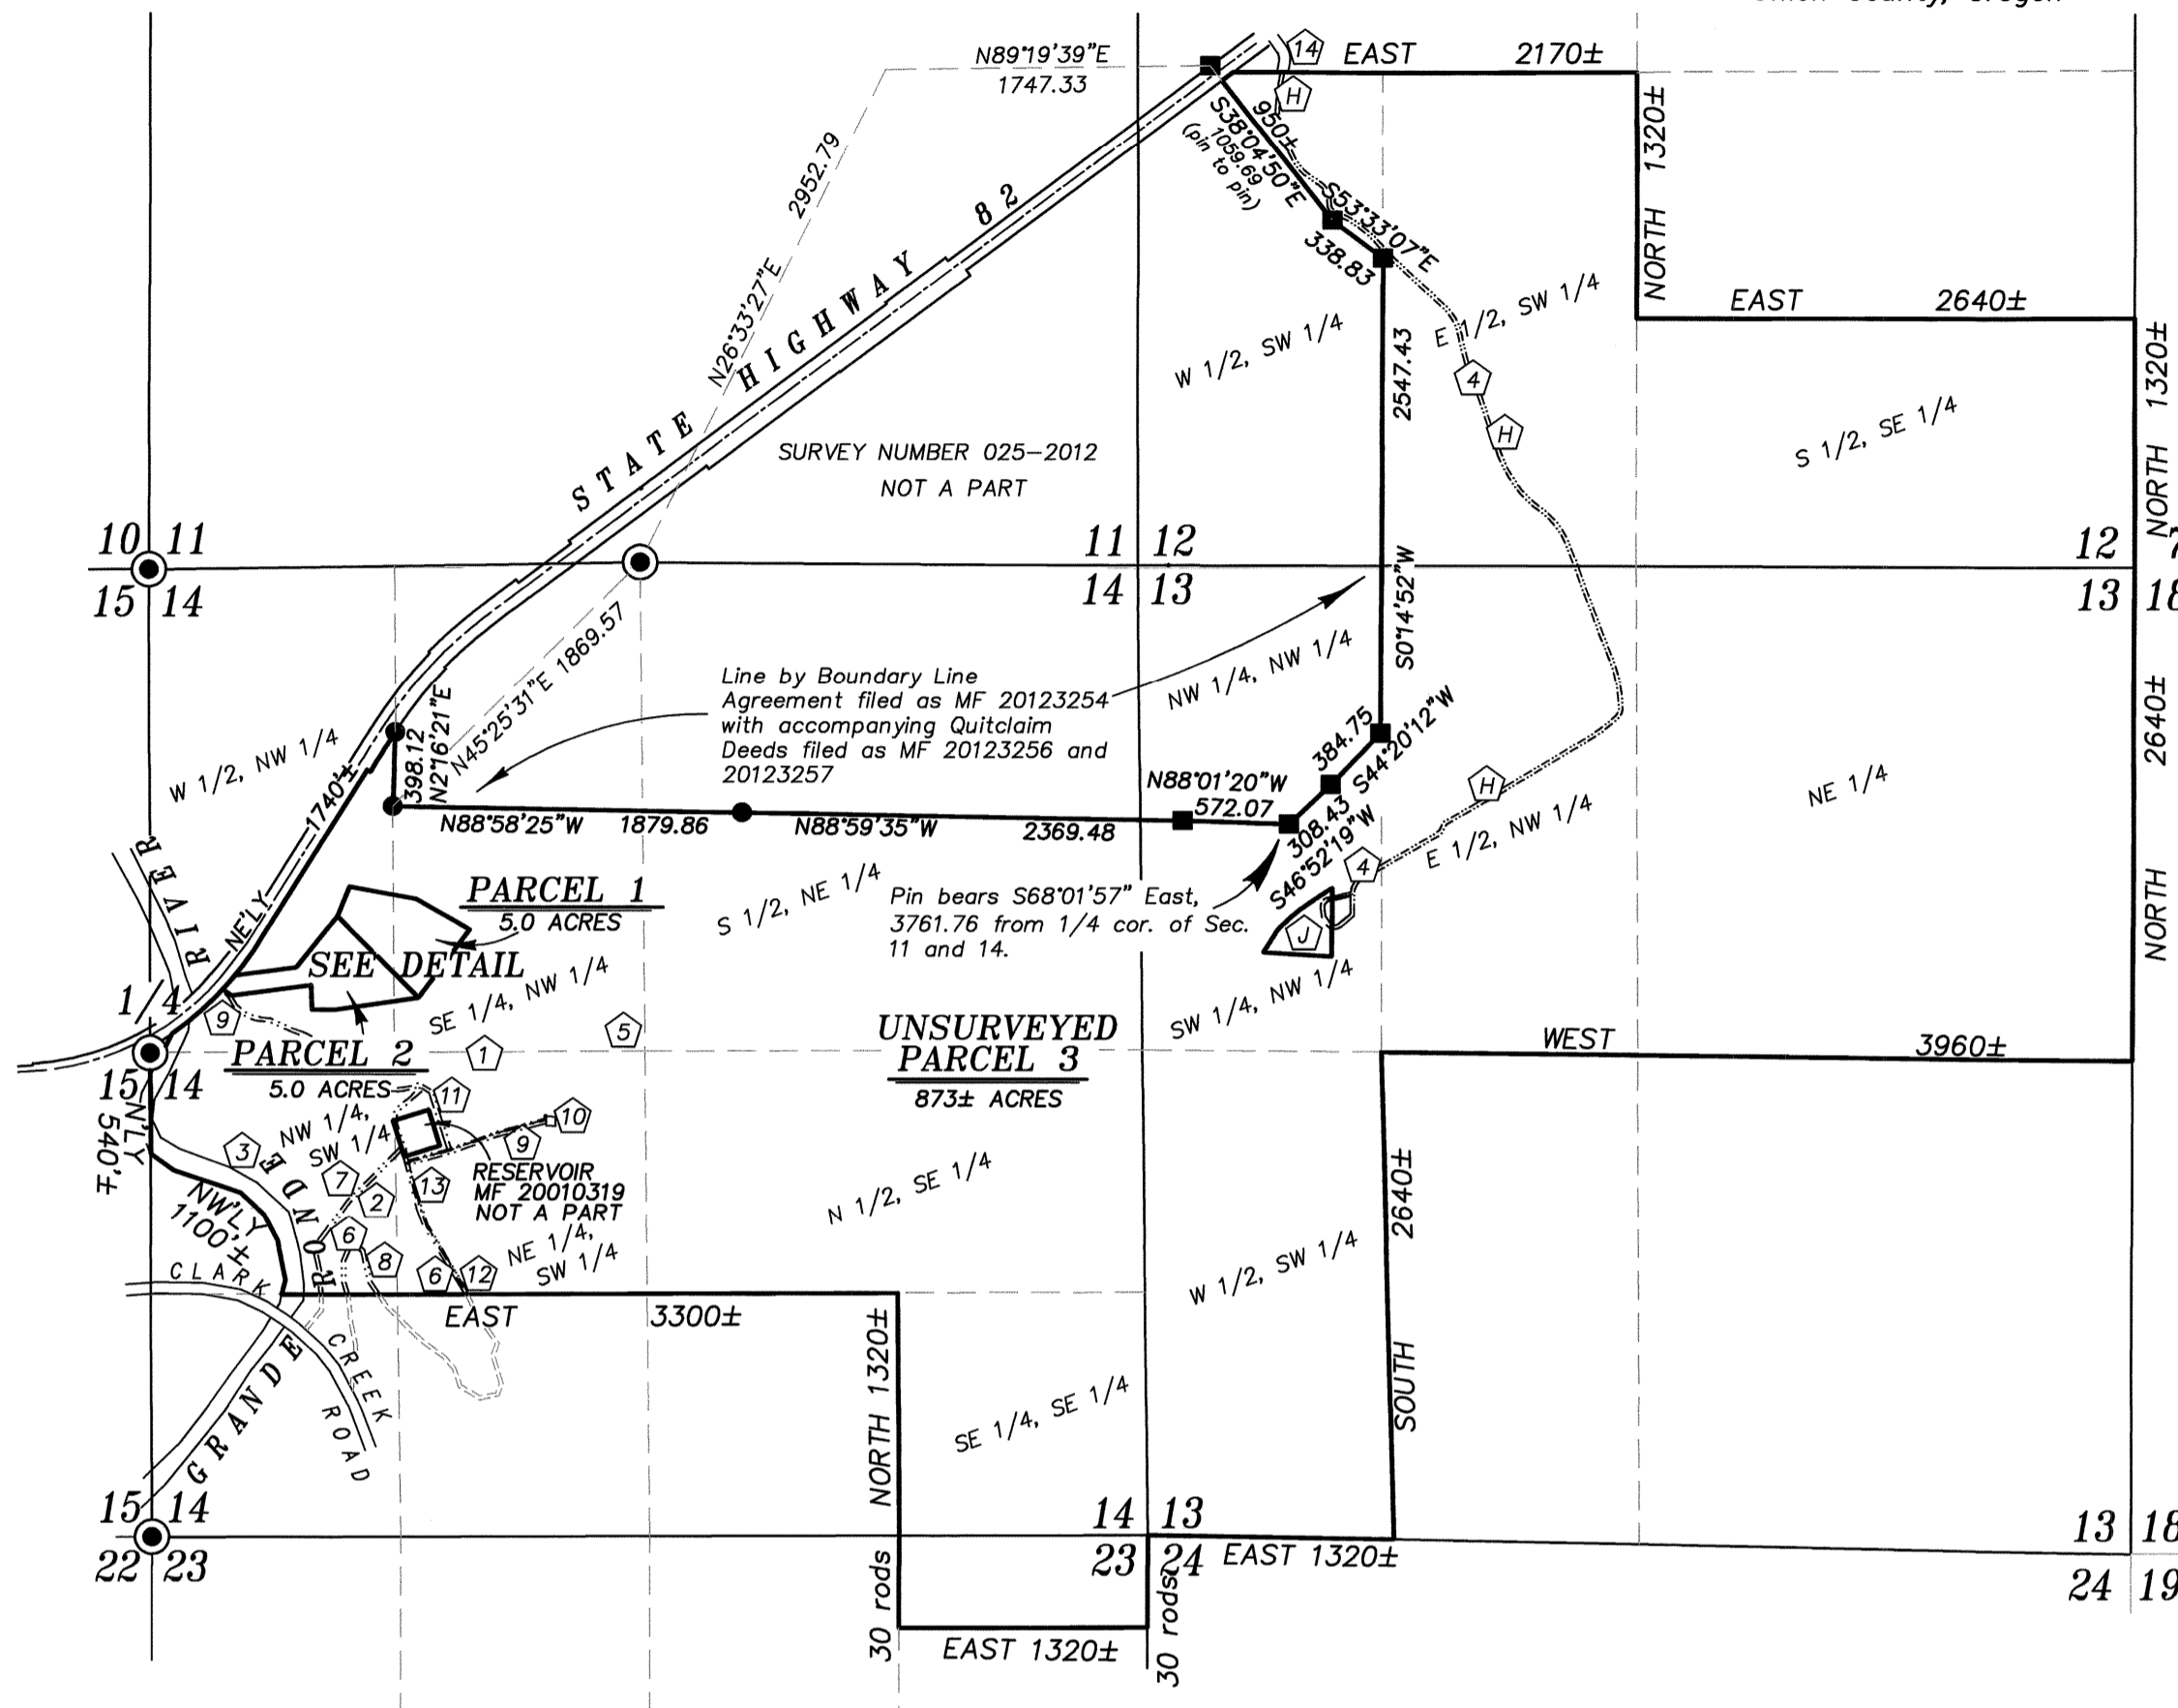 N89°19'39"E
1747.33
14
EAST 2170±
H
950±
S38°04'50"E
1059.69
(pin to pin)
NORTH 1320±
2952.79
N26°33'27"E
STATE HIGHWAY 82
S53°33'07"E
338.83
EAST 2640±
W 1/2, SW 1/4
E 1/2, SW 1/4
2547.43
4
H
S 1/2, SE 1/4
NORTH 1320±
SURVEY NUMBER 025-2012
NOT A PART
10 11
15 14
11 12
14 13
12 7
13 18
S0°14'52"W
N45°25'31"E 1869.57
Line by Boundary Line
Agreement filed as MF 20123254
with accompanying Quitclaim
Deeds filed as MF 20123256 and
20123257
NW 1/4, NW 1/4
W 1/2, NW 1/4
398.12
N2°16'21"E
1740'±
NE'LY
384.75
S44°20'12"W
N88°01'20"W
572.07
308.43
S46°52'19"W
H
NE 1/4
NORTH 2640±
N88°58'25"W 1879.86
N88°59'35"W 2369.48
4
E 1/2, NW 1/4
RIVER
PARCEL 1
5.0 ACRES
S 1/2, NE 1/4
Pin bears S68°01'57" East,
3761.76 from 1/4 cor. of Sec.
11 and 14.
J
SEE DETAIL
SE 1/4, NW 1/4
SW 1/4, NW 1/4
1/4
9
5
1
PARCEL 2
5.0 ACRES
UNSURVEYED
PARCEL 3
873± ACRES
WEST 3960±
15 14
N'LY
540'±
11
10
9
NW 1/4,
SW 1/4
3
7
2
13
RESERVOIR
MF 20010319
NOT A PART
NW'LY
1100'±
6
8
6
12
NE 1/4,
SW 1/4
N 1/2, SE 1/4
W 1/2, SW 1/4
SOUTH 2640±
GRANDE RONDE
CLARK CREEK ROAD
EAST 3300±
NORTH 1320±
SE 1/4, SE 1/4
15 14
22 23
14 13
23 24
EAST 1320±
13 18
24 19
30 rods
30 rods
EAST 1320±